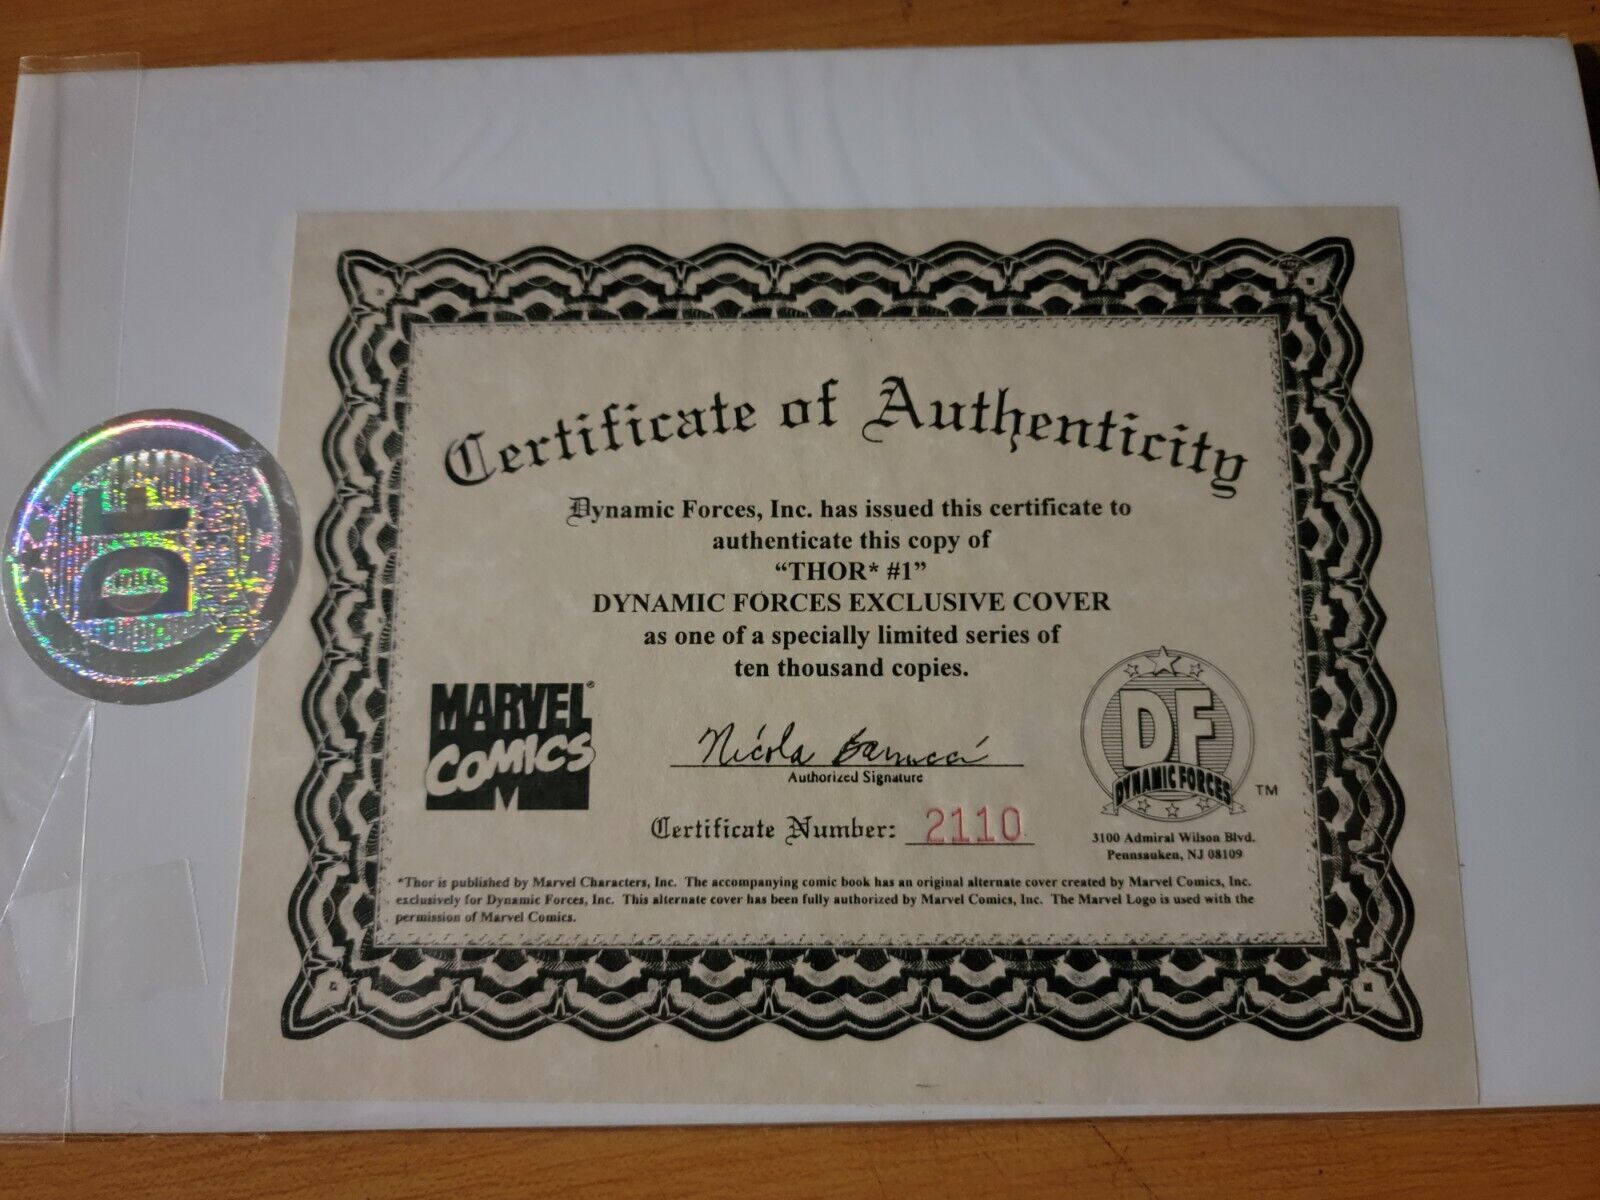 Certificate of Authenticity
Dynamic Forces, Inc. has issued this certificate to
authenticate this copy of
“THOR* #1”
DYNAMIC FORCES EXCLUSIVE COVER
as one of a specially limited series of
ten thousand copies.
MARVEL®
COMICS
M
Nicola Barrucci
Authorized Signature
Certificate Number: 2110
DF
DYNAMIC FORCES
TM
3100 Admiral Wilson Blvd.
Pennsauken, NJ 08109
*Thor is published by Marvel Characters, Inc. The accompanying comic book has an original alternate cover created by Marvel Comics, Inc.
exclusively for Dynamic Forces, Inc. This alternate cover has been fully authorized by Marvel Comics, Inc. The Marvel Logo is used with the
permission of Marvel Comics.
DF